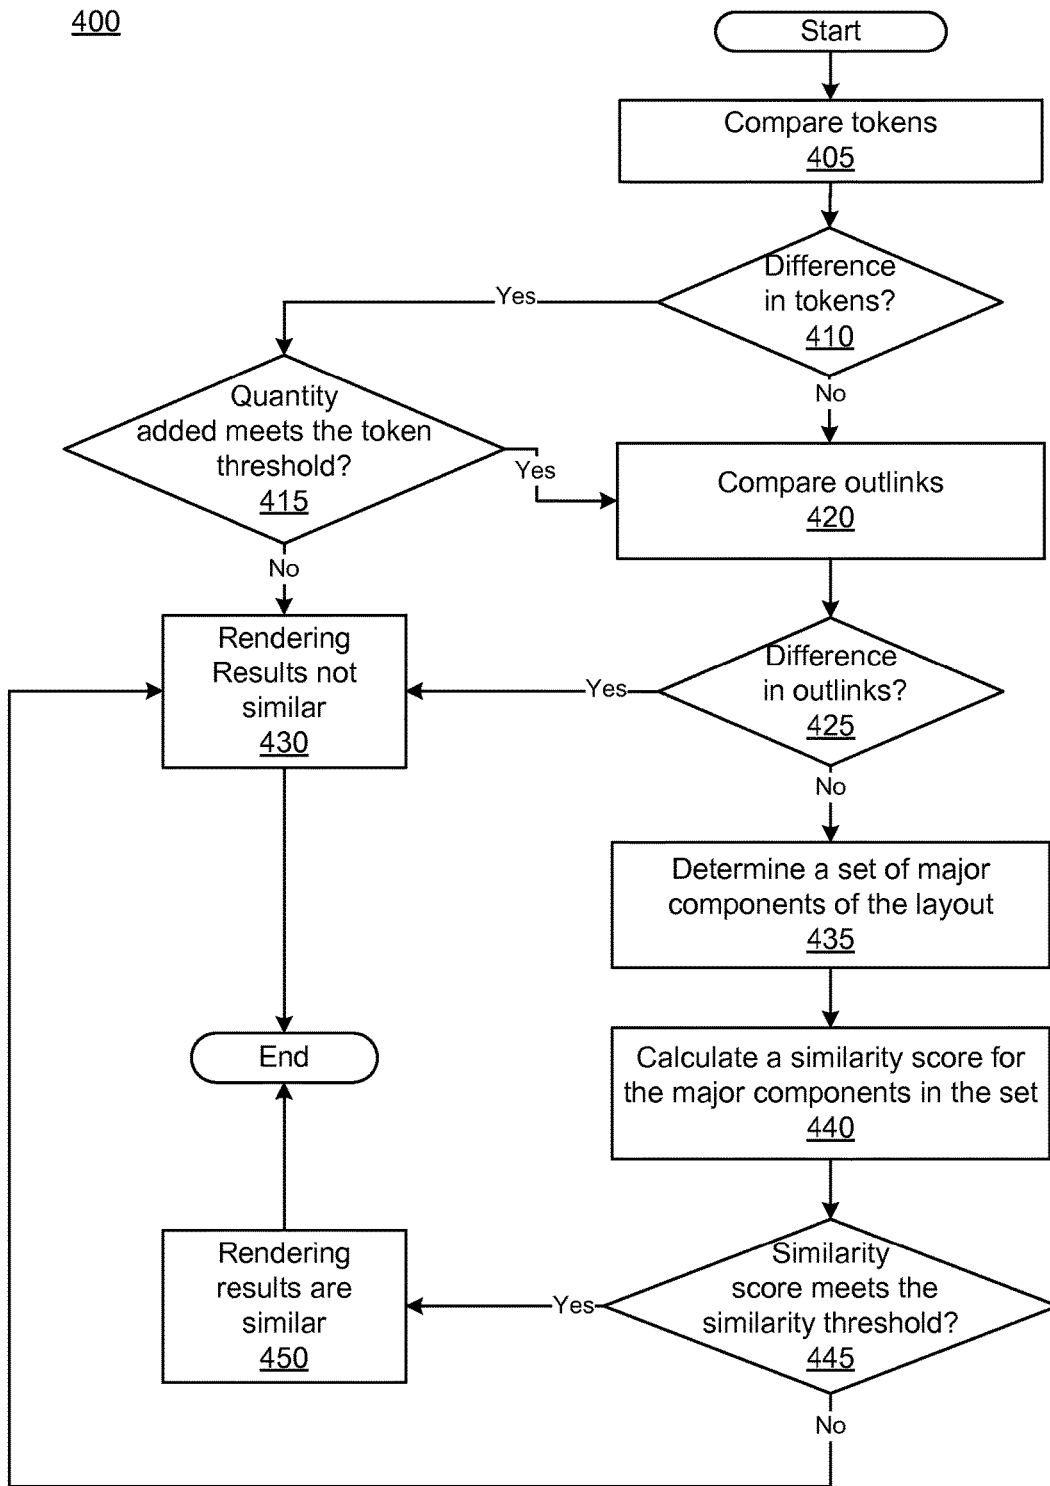 400
Start
Compare tokens
405
Difference
in tokens?
410
Yes
No
Quantity
added meets the token
threshold?
415
Yes
No
Compare outlinks
420
Difference
in outlinks?
425
Yes
No
Rendering
Results not
similar
430
Determine a set of major
components of the layout
435
End
Calculate a similarity score for
the major components in the set
440
Similarity
score meets the
similarity threshold?
445
Yes
No
Rendering
results are
similar
450